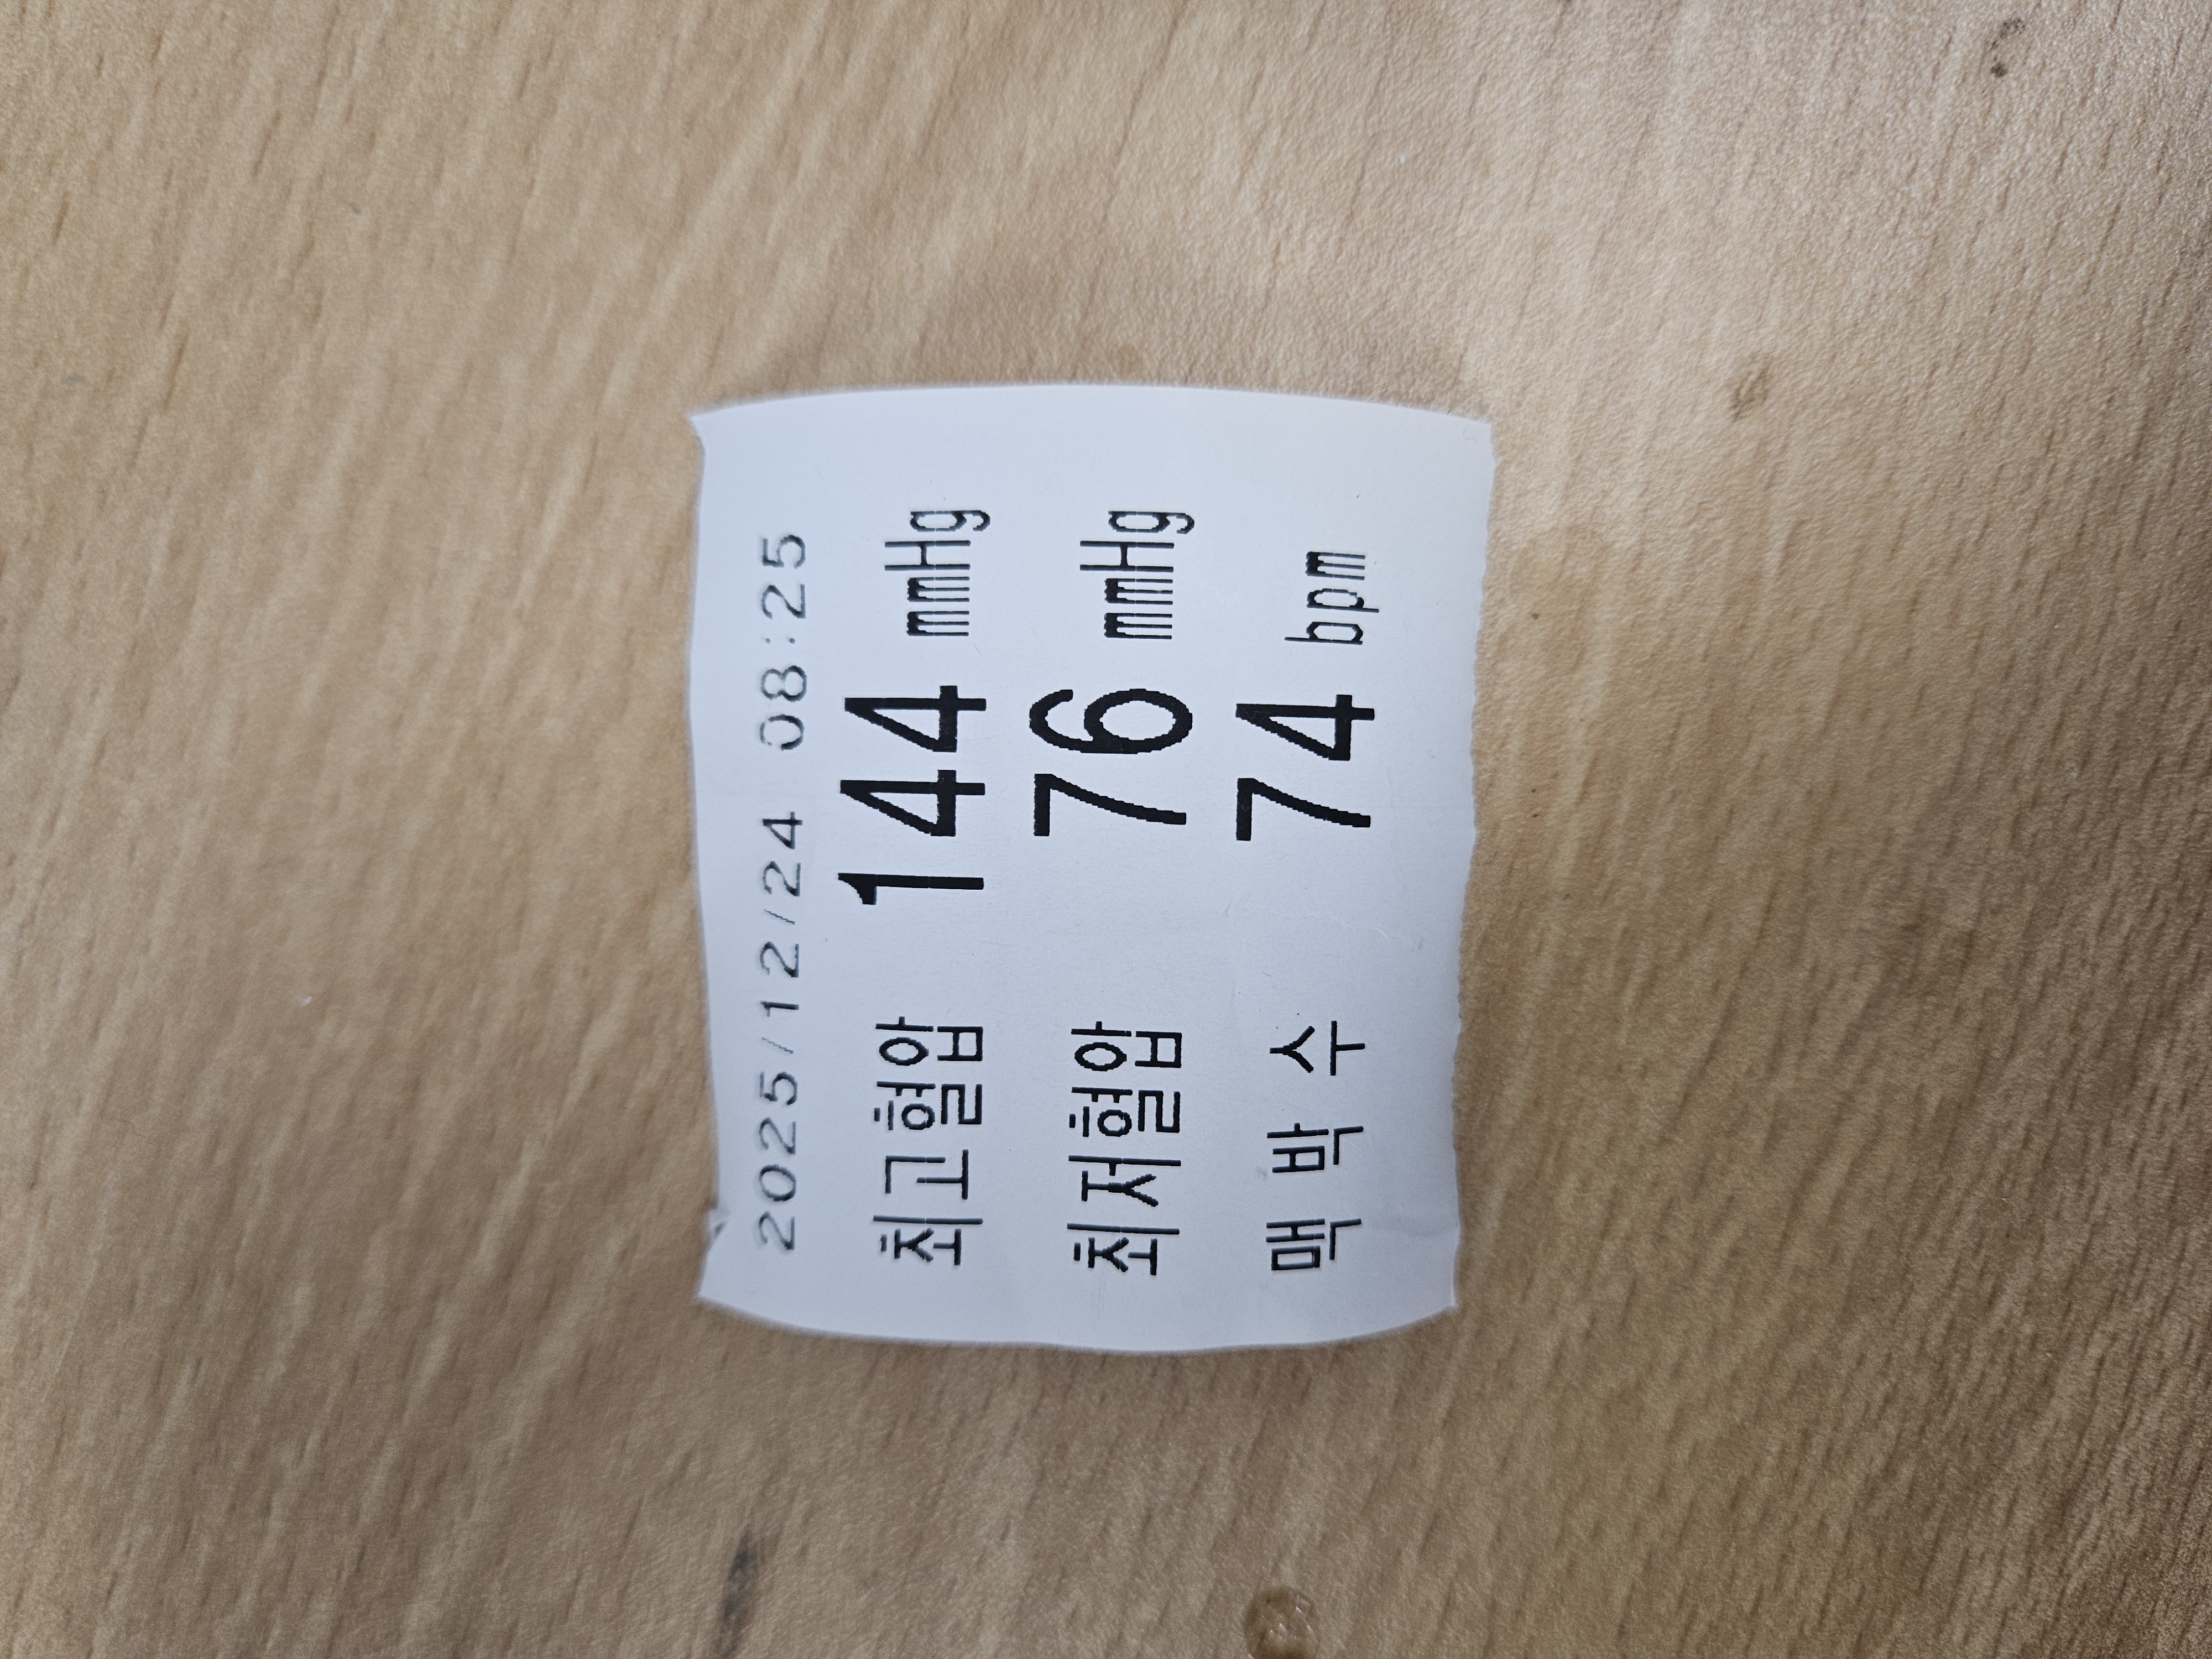 2025/12/24 08:25
최고혈압 144 mmHg
최저혈압 76 mmHg
맥 박 수 74 bpm